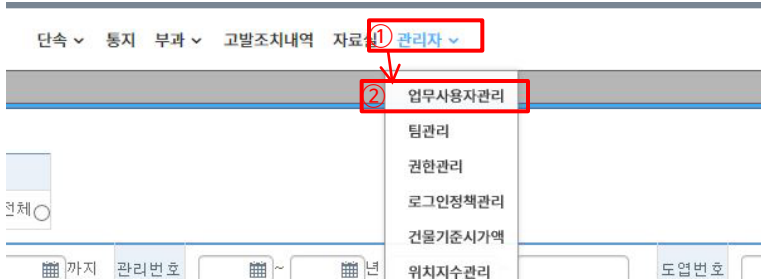 단속 통지 부과 고발조치내역 자료실 ① 관리자
② 업무사용자관리
팀관리
권한관리
전체 로그인정책관리
건물기준시가액
까지 관리번호 ~ 년 위치지수관리 도엽번호